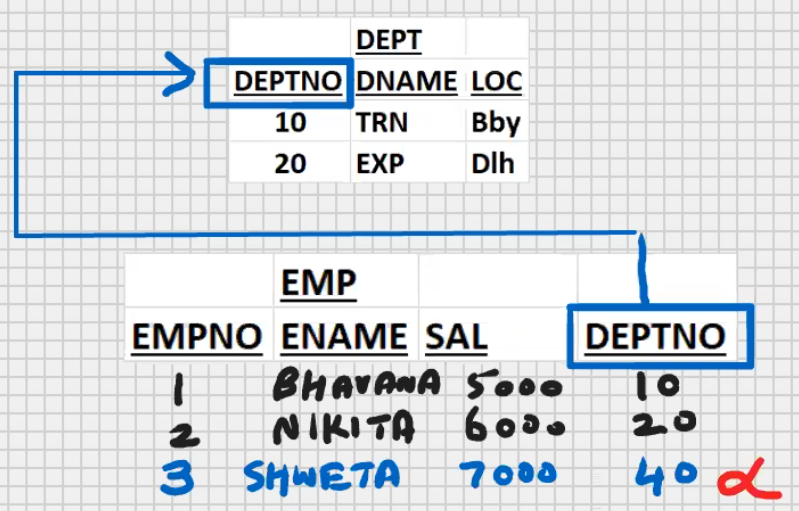 DEPT
DEPTNO DNAME LOC
10 TRN Bby
20 EXP Dlh
EMP
EMPNO ENAME SAL DEPTNO
1 BHAVANA 5000 10
2 NIKITA 6000 20
3 SHWETA 7000 40